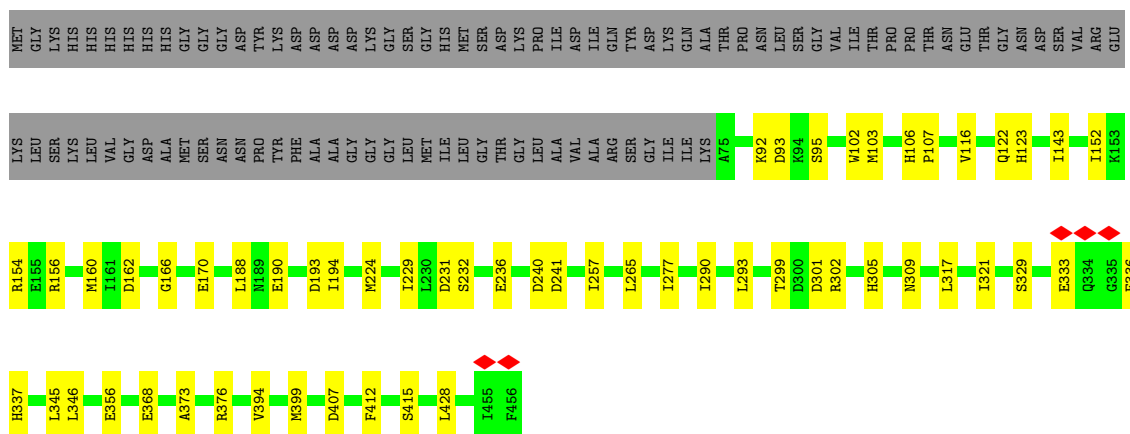 MET GLY LYS HIS HIS HIS HIS HIS HIS GLY GLY GLY ASP TYR LYS ASP ASP ASP ASP LYS GLY SER GLY HIS MET SER ASP LYS PRO ILE ASP ILE GLN TYR ASP LYS GLN ALA THR PRO ASN LEU SER GLY VAL ILE THR PRO PRO THR ASN GLU THR GLY ASN ASP SER VAL ARG GLU
LYS LEU SER LYS LEU VAL GLY ASP ALA MET SER ASN ASN PRO TYR PHE ALA ALA GLY GLY GLY LEU MET ILE LEU GLY THR GLY LEU ALA VAL ALA ARG SER GLY ILE ILE LYS A75 K92 D93 K94 S95 W102 M103 H106 P107 V116 Q122 H123 I143 I152 K153
R154 E155 R156 M160 I161 D162 G166 E170 L188 N189 E190 D193 I194 M224 I229 L230 D231 S232 E236 D240 D241 I257 L265 I277 I290 L293 T299 D300 D301 R302 H305 N309 L317 I321 S329 E333 Q334 G335
H337 L345 L346 E356 E368 A373 R376 V394 M399 D407 F412 S415 L428 I455 F456